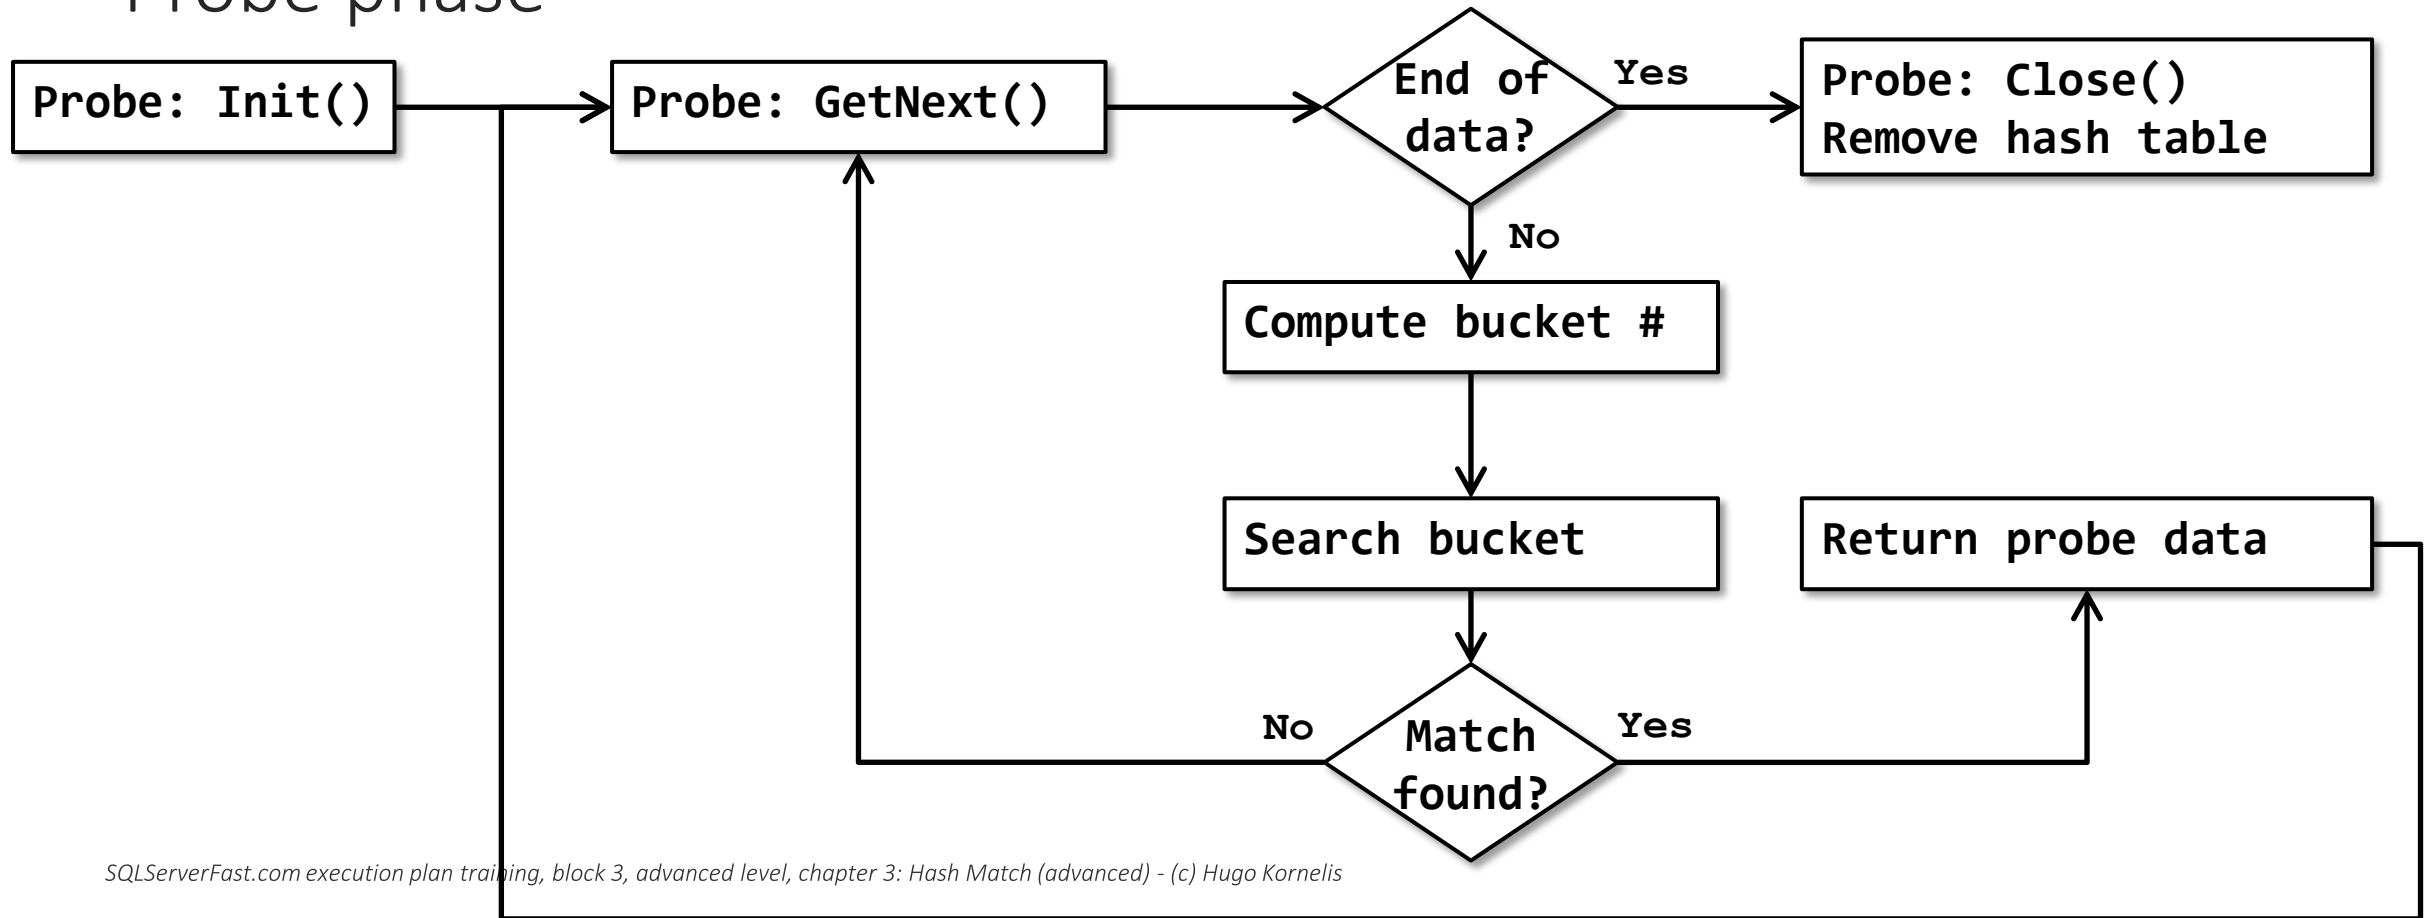 Probe phase
Probe: Init()
Probe: GetNext()
End of
data?
Yes
Probe: Close()
Remove hash table
No
Compute bucket #
Search bucket
Return probe data
No
Match
found?
Yes
SQLServerFast.com execution plan training, block 3, advanced level, chapter 3: Hash Match (advanced) - (c) Hugo Kornelis